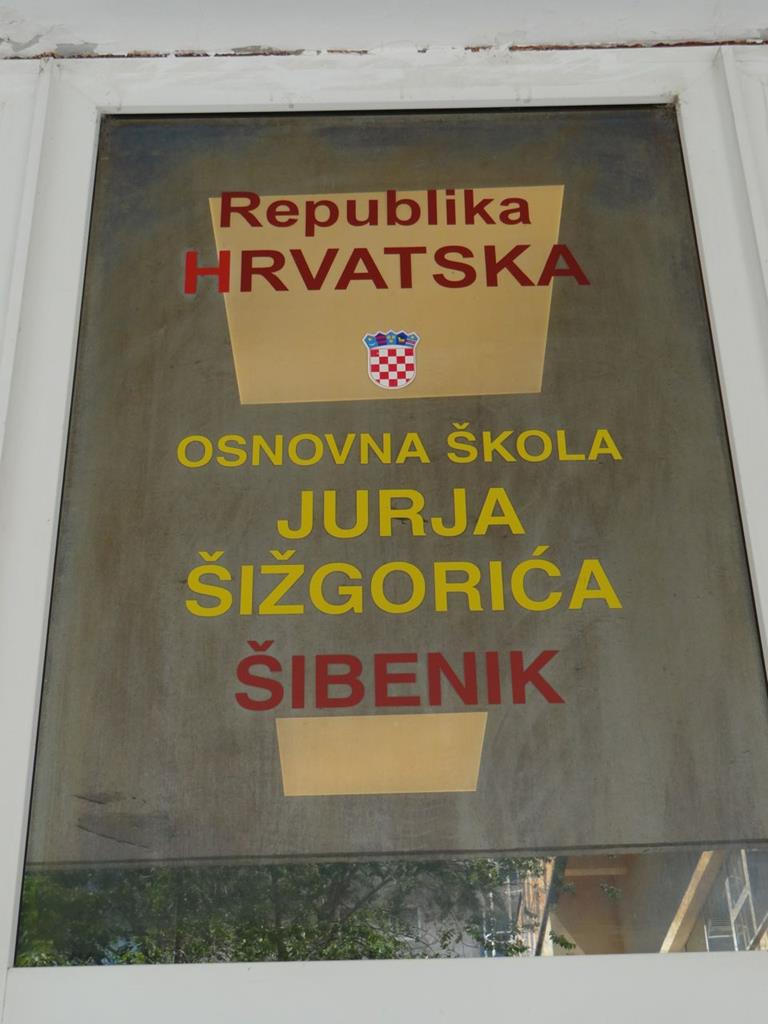 Republika
HRVATSKA
OSNOVNA ŠKOLA
JURJA
ŠIŽGORIĆA
ŠIBENIK